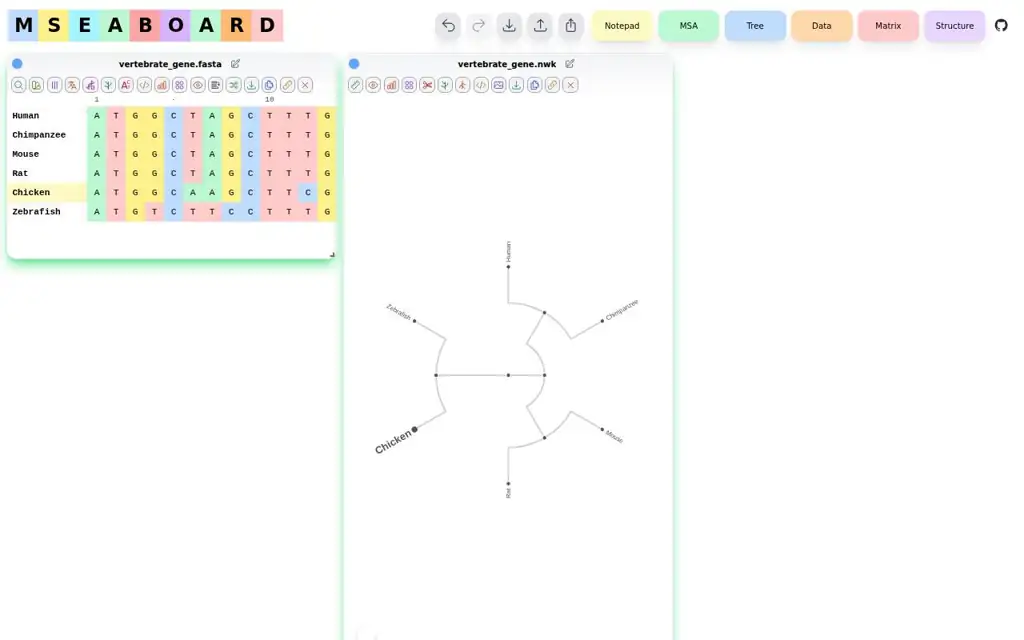 MSEABOARD
Notepad
MSA
Tree
Data
Matrix
Structure
vertebrate_gene.fasta
1 · 10
Human A T G G C T A G C T T T G
Chimpanzee A T G G C T A G C T T T G
Mouse A T G G C T A G C T T T G
Rat A T G G C T A G C T T T G
Chicken A T G G C A A G C T T C G
Zebrafish A T G T C T T C C T T T G
vertebrate_gene.nwk
Human
Zebrafish
Chimpanzee
Chicken
Mouse
Rat